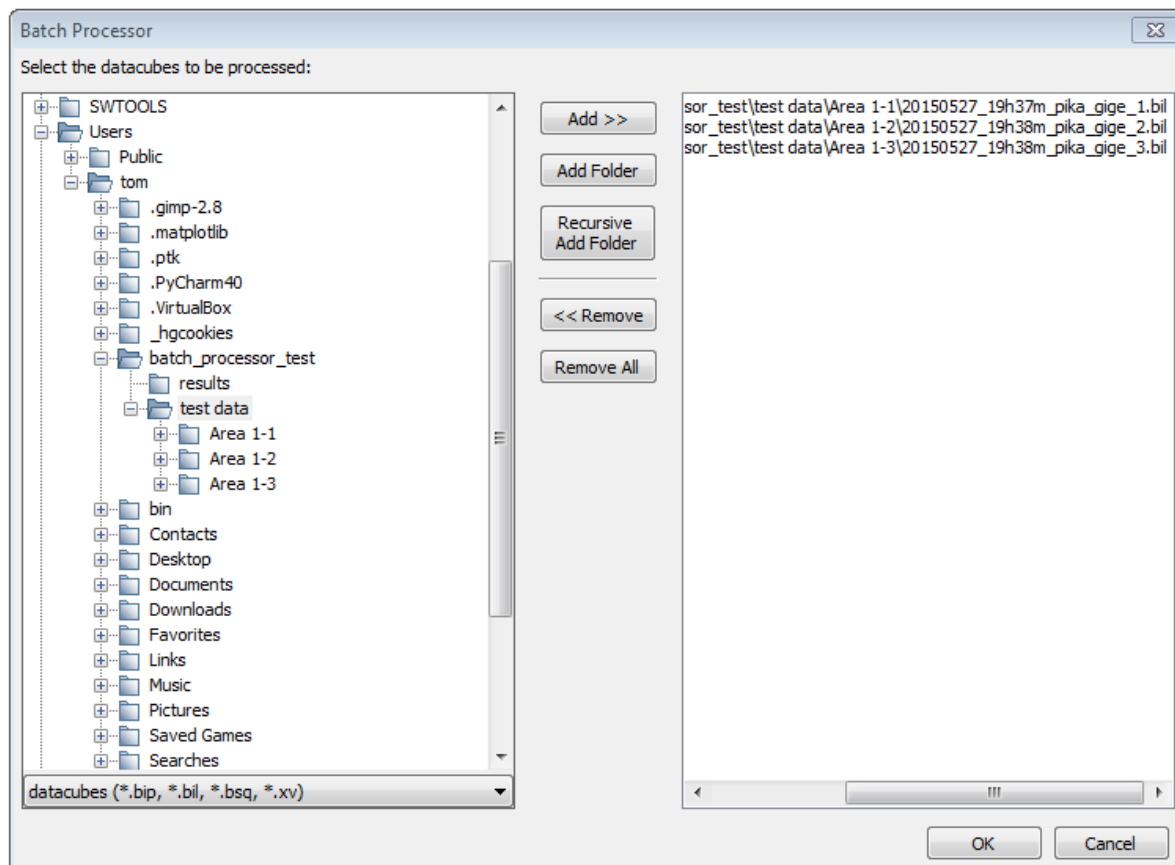 Batch Processor
Select the datacubes to be processed:
SWTOOLS
Users
Public
tom
.gimp-2.8
.matplotlib
.ptk
.PyCharm40
.VirtualBox
_hgcookies
batch_processor_test
results
test data
Area 1-1
Area 1-2
Area 1-3
bin
Contacts
Desktop
Documents
Downloads
Favorites
Links
Music
Pictures
Saved Games
Searches
datacubes (*.bip, *.bil, *.bsq, *.xv)
Add >>
Add Folder
Recursive
Add Folder
<< Remove
Remove All
sor_test\test data\Area 1-1\20150527_19h37m_pika_gige_1.bil
sor_test\test data\Area 1-2\20150527_19h38m_pika_gige_2.bil
sor_test\test data\Area 1-3\20150527_19h38m_pika_gige_3.bil
OK
Cancel